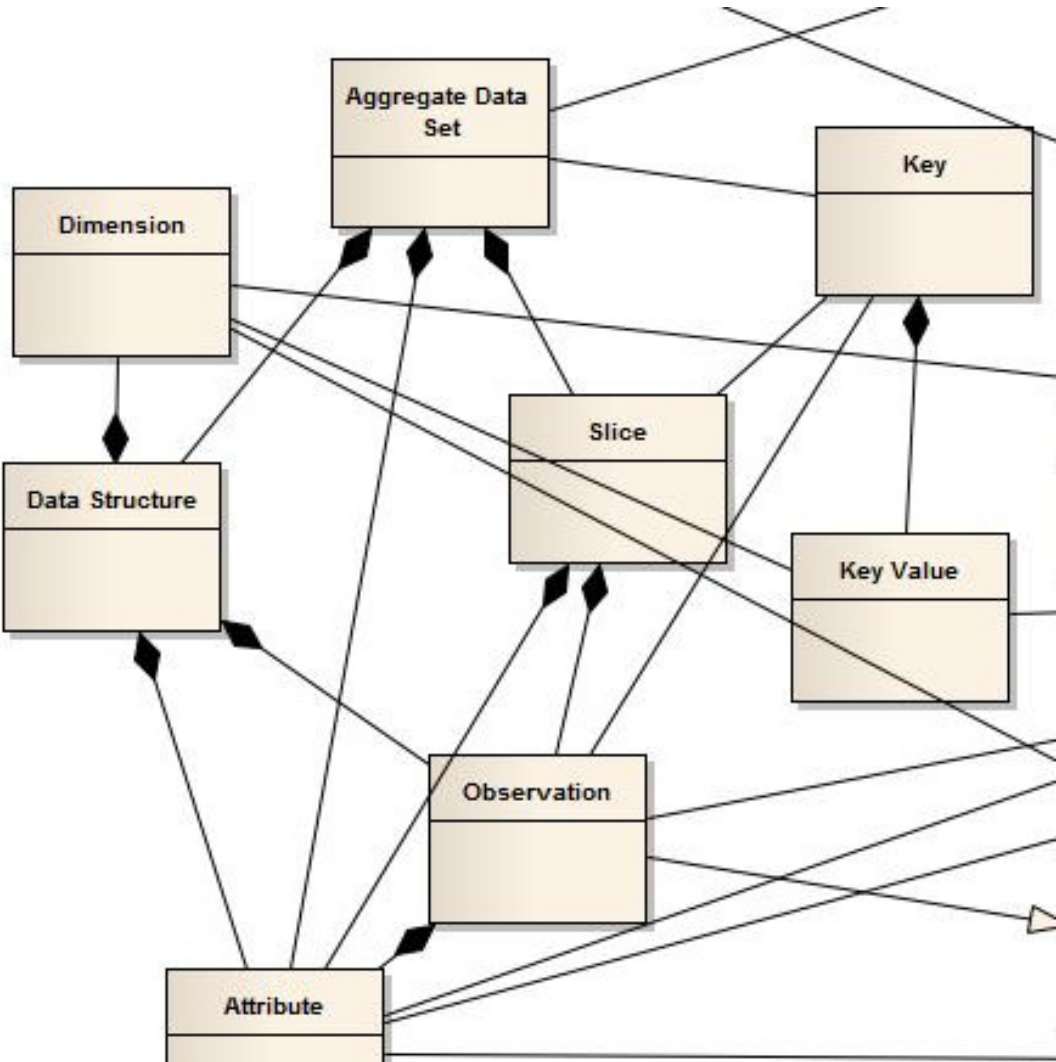 Aggregate Data
Set
Key
Dimension
Slice
Data Structure
Key Value
Observation
Attribute